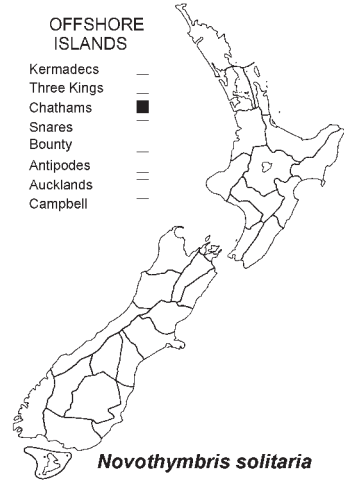 OFFSHORE
ISLANDS
Kermadecs
Three Kings
Chathams
Snares
Bounty
Antipodes
Aucklands
Campbell
Novothymbris solitaria